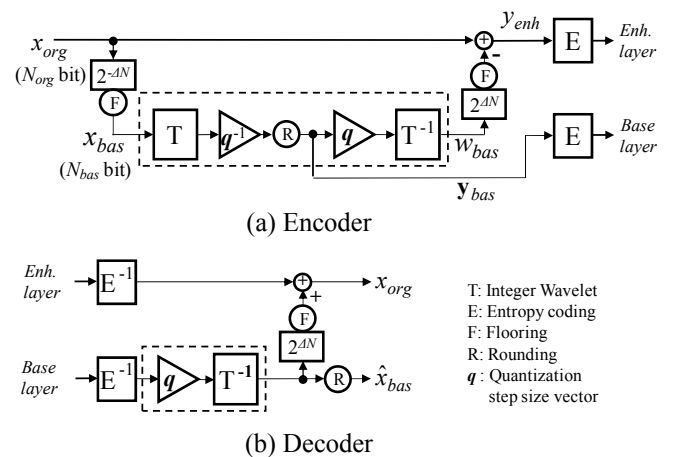 x_org
(N_org bit)
2^-ΔN
F
x_bas
(N_bas bit)
T
q^-1
R
q
T^-1
w_bas
2^ΔN
F
+
-
y_enh
E
Enh.
layer
y_bas
E
Base
layer
(a) Encoder
Enh.
layer
E^-1
+
+
x_org
F
2^ΔN
Base
layer
E^-1
q
T^-1
R
x̂_bas
(b) Decoder
T: Integer Wavelet
E: Entropy coding
F: Flooring
R: Rounding
q : Quantization
step size vector